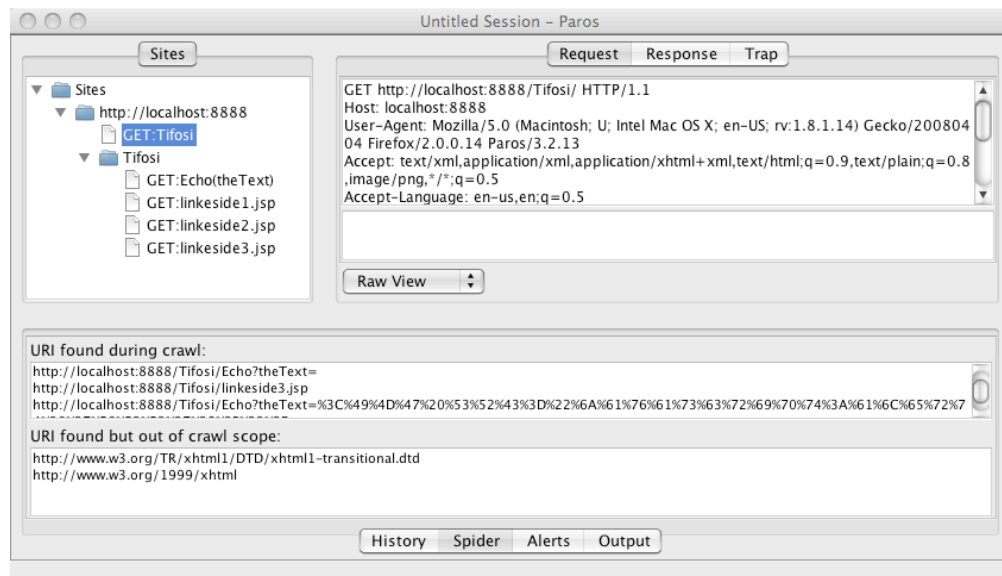 Untitled Session – Paros
Sites
Sites
http://localhost:8888
GET:Tifosi
Tifosi
GET:Echo(theText)
GET:linkeside1.jsp
GET:linkeside2.jsp
GET:linkeside3.jsp
Request Response Trap
GET http://localhost:8888/Tifosi/ HTTP/1.1
Host: localhost:8888
User-Agent: Mozilla/5.0 (Macintosh; U; Intel Mac OS X; en-US; rv:1.8.1.14) Gecko/200804
04 Firefox/2.0.0.14 Paros/3.2.13
Accept: text/xml,application/xml,application/xhtml+xml,text/html;q=0.9,text/plain;q=0.8
,image/png,*/*;q=0.5
Accept-Language: en-us,en;q=0.5
Raw View
URI found during crawl:
http://localhost:8888/Tifosi/Echo?theText=
http://localhost:8888/Tifosi/linkeside3.jsp
http://localhost:8888/Tifosi/Echo?theText=%3C%49%4D%47%20%53%52%43%3D%22%6A%61%76%61%73%63%72%69%70%74%3A%61%6C%65%72%7
URI found but out of crawl scope:
http://www.w3.org/TR/xhtml1/DTD/xhtml1-transitional.dtd
http://www.w3.org/1999/xhtml
History Spider Alerts Output